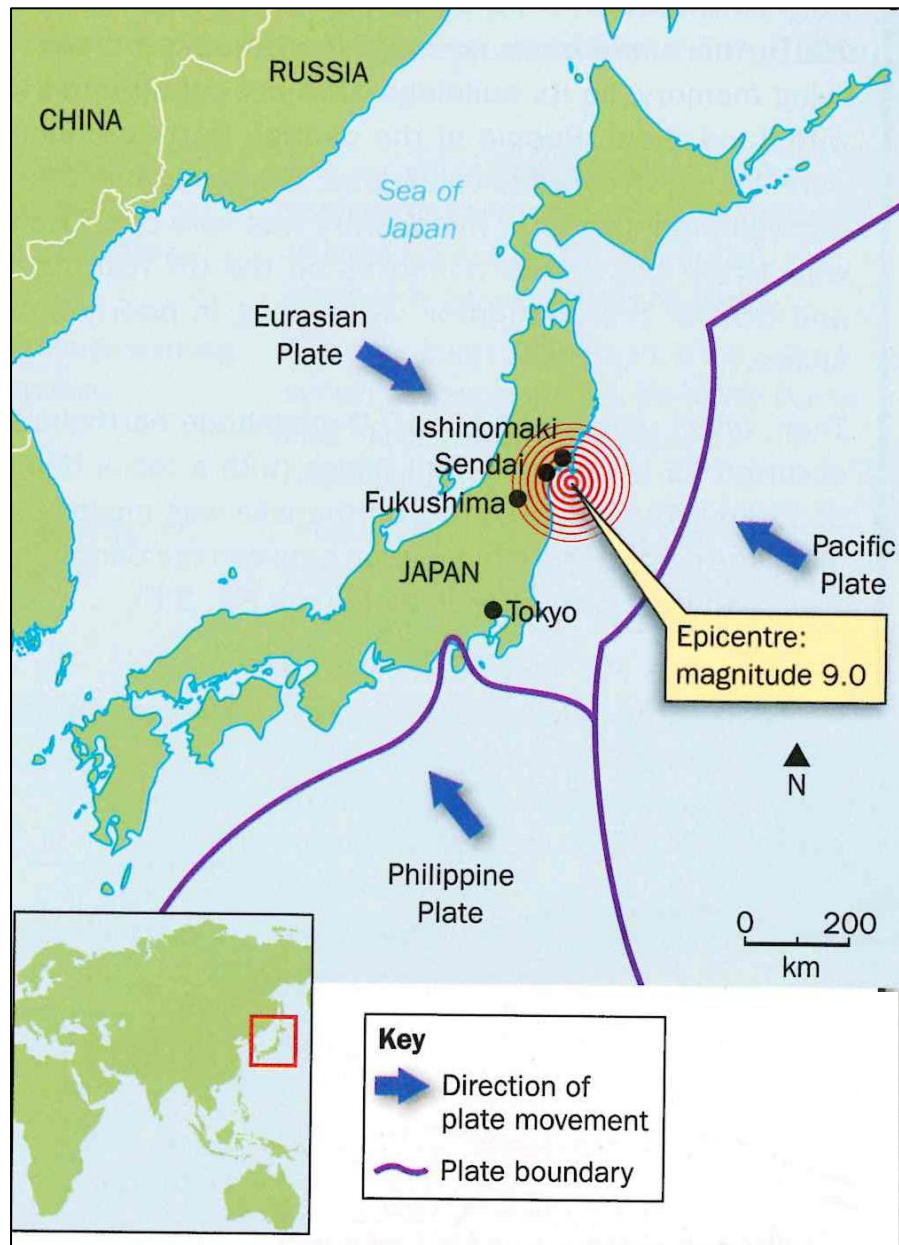 RUSSIA
CHINA
Sea of
Japan
Eurasian
Plate
Ishinomaki
Sendai
Fukushima
JAPAN
Tokyo
Pacific
Plate
Epicentre:
magnitude 9.0
N
Philippine
Plate
0 200
km
Key
Direction of
plate movement
Plate boundary